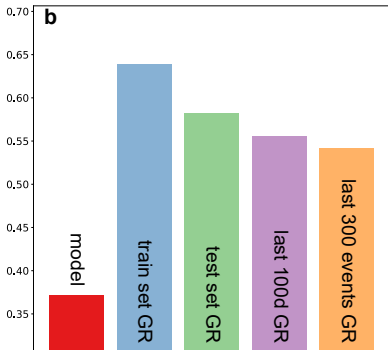 b
0.70
0.65
0.60
0.55
0.50
0.45
0.40
0.35
model
train set GR
test set GR
last 100d GR
last 300 events GR